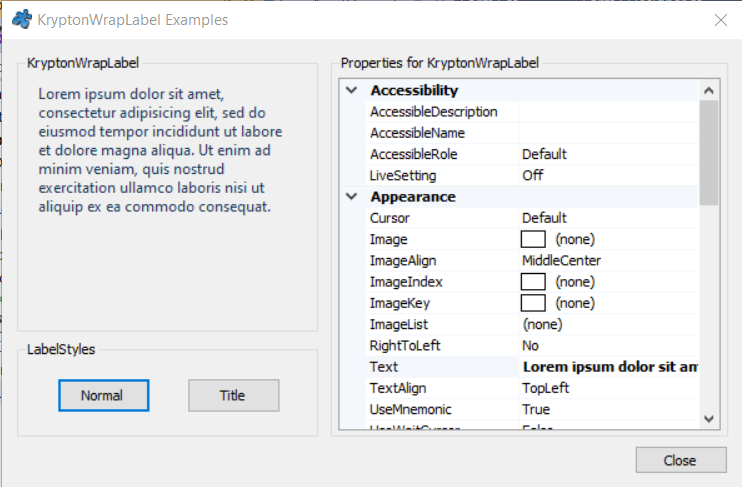 KryptonWrapLabel Examples
KryptonWrapLabel
Lorem ipsum dolor sit amet,
consectetur adipisicing elit, sed do
eiusmod tempor incididunt ut labore
et dolore magna aliqua. Ut enim ad
minim veniam, quis nostrud
exercitation ullamco laboris nisi ut
aliquip ex ea commodo consequat.
LabelStyles
Normal
Title
Properties for KryptonWrapLabel
Accessibility
AccessibleDescription
AccessibleName
AccessibleRole Default
LiveSetting Off
Appearance
Cursor Default
Image (none)
ImageAlign MiddleCenter
ImageIndex (none)
ImageKey (none)
ImageList (none)
RightToLeft No
Text Lorem ipsum dolor sit am
TextAlign TopLeft
UseMnemonic True
UseWaitCursor False
Close